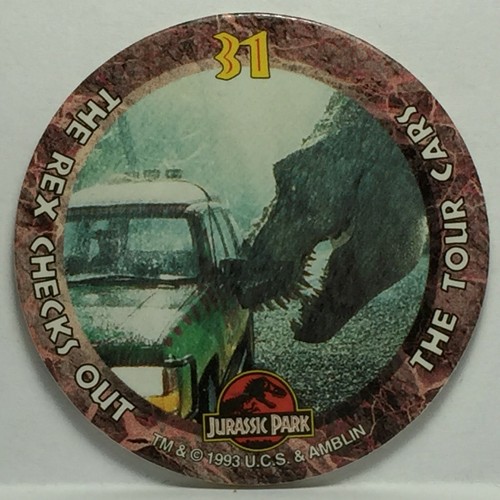 31
THE REX CHECKS OUT
THE TOUR CARS
JURASSIC PARK
TM & © 1993 U.C.S. & AMBLIN